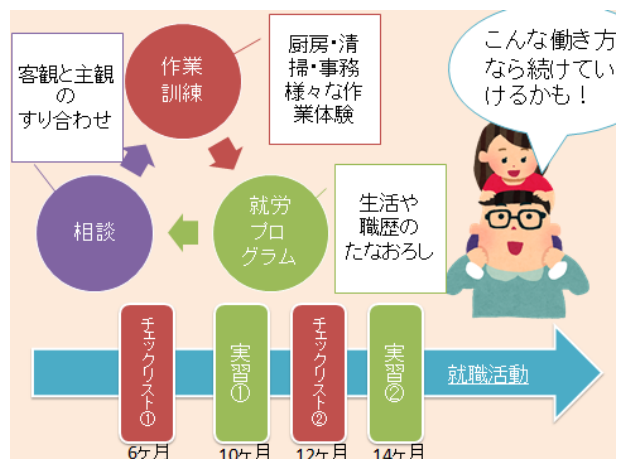 客観と主観
の
すり合わせ
作業
訓練
厨房・清
掃・事務
様々な作
業体験
こんな働き方
なら続けてい
けるかも！
相談
就労
プロ
グラム
生活や
職歴の
たなおろし
チェックリスト①
実習①
チェックリスト②
実習②
就職活動
6ヶ月
10ヶ月
12ヶ月
14ヶ月